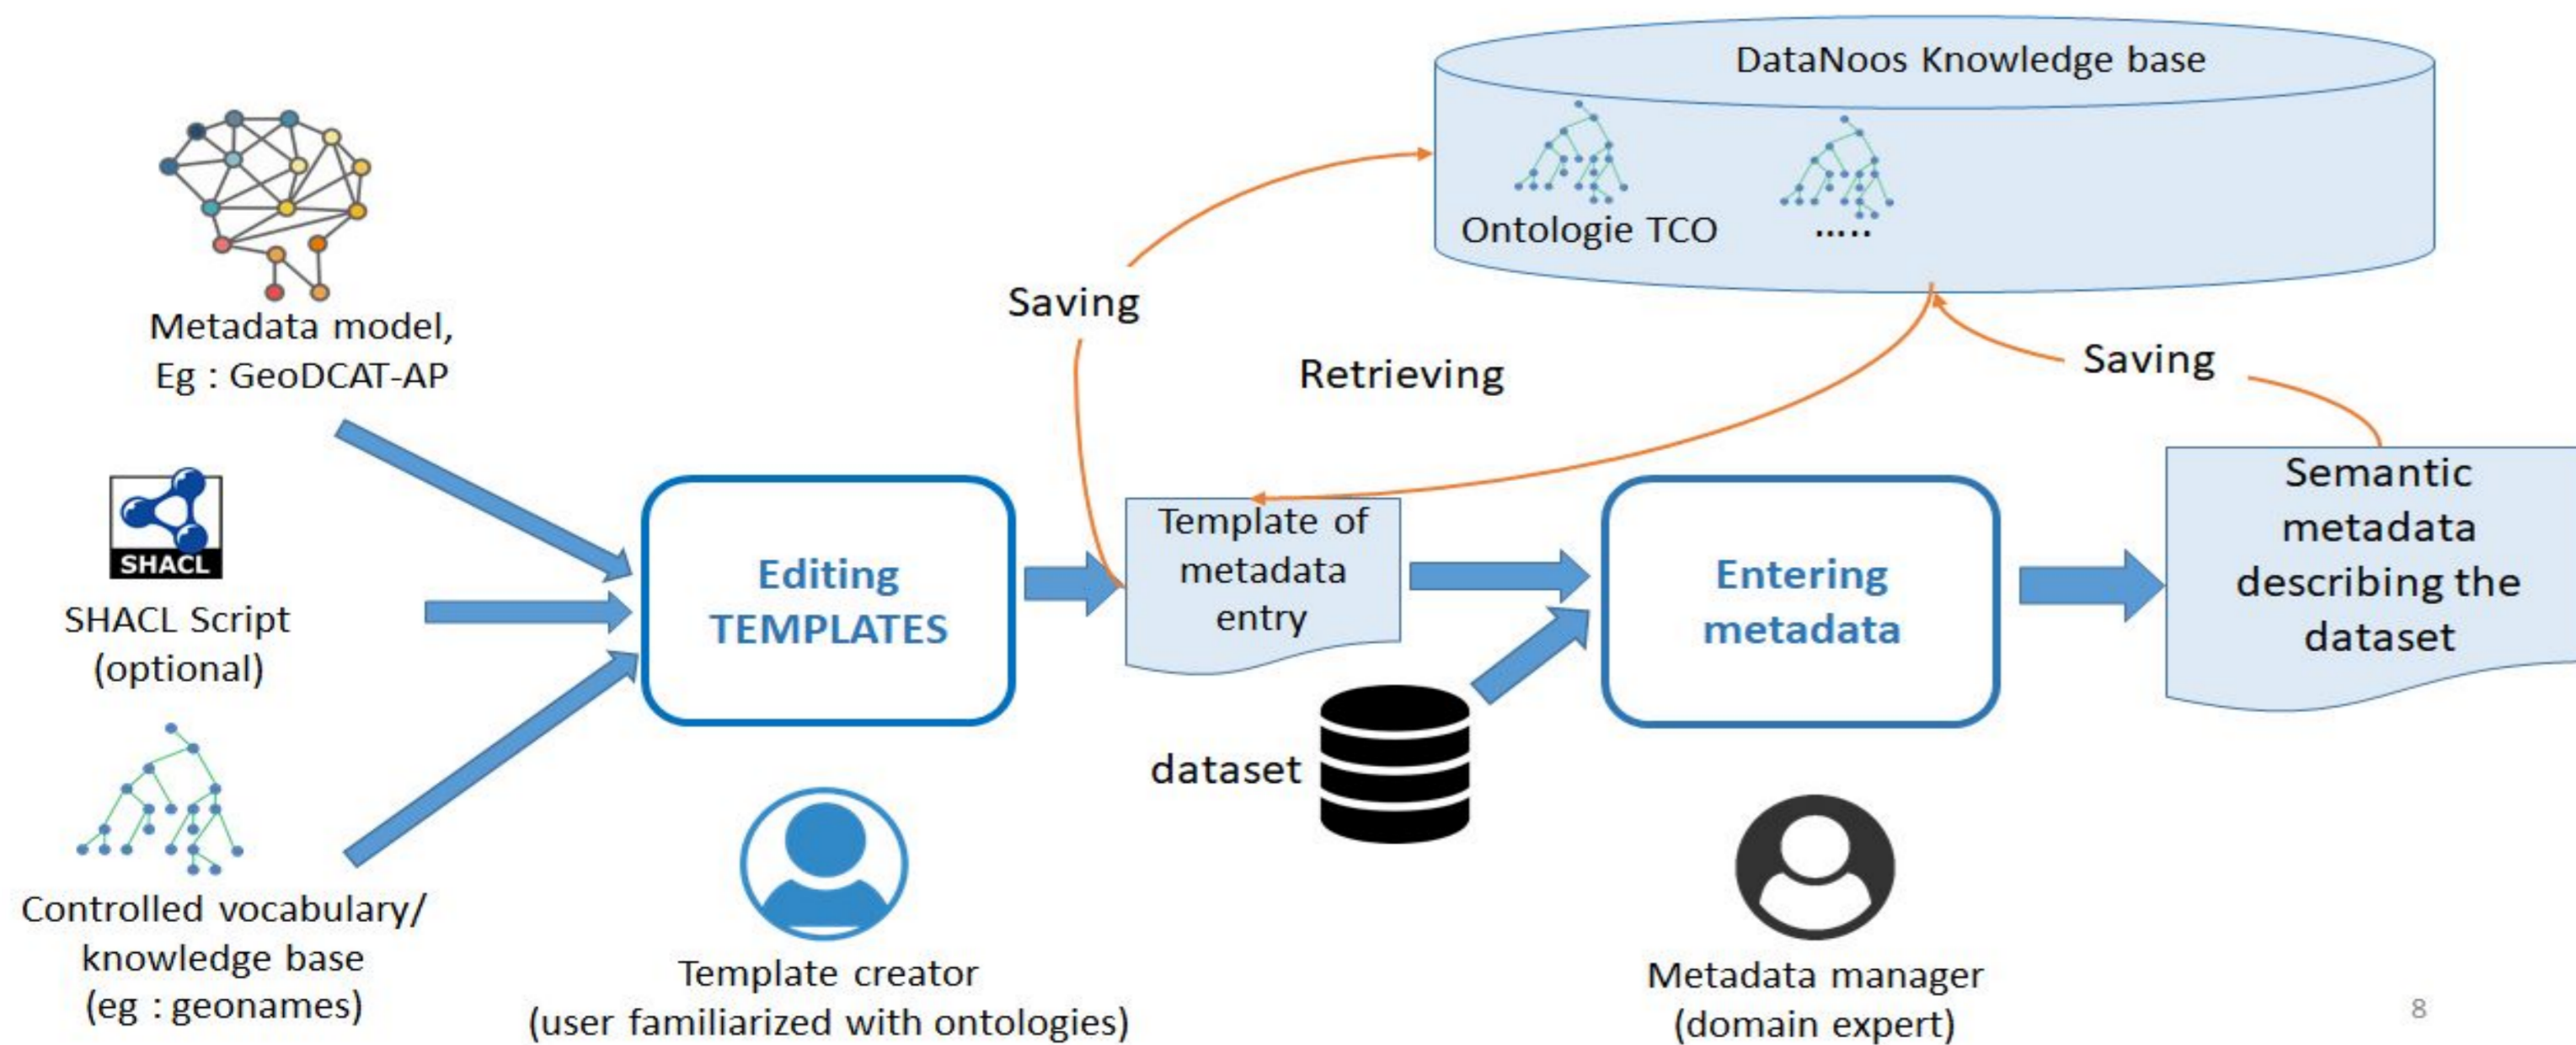 DataNoos Knowledge base
Ontologie TCO
.....
Metadata model,
Eg : GeoDCAT-AP
Saving
Retrieving
Saving
SHACL
SHACL Script
(optional)
Editing
TEMPLATES
Template of
metadata
entry
Entering
metadata
Semantic
metadata
describing the
dataset
dataset
Controlled vocabulary/
knowledge base
(eg : geonames)
Template creator
(user familiarized with ontologies)
Metadata manager
(domain expert)
8